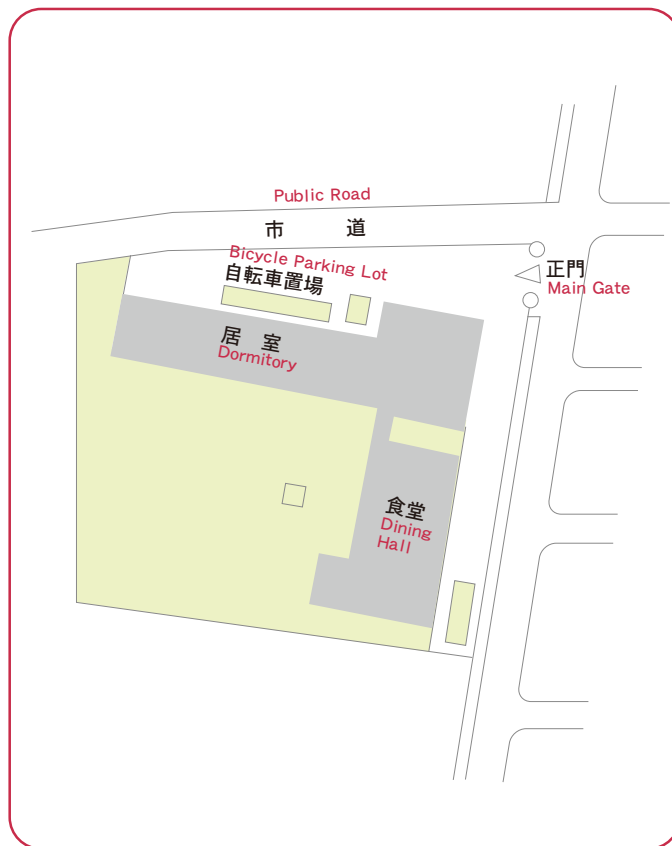 Public Road
市　道
Bicycle Parking Lot
自転車置場
正門
Main Gate
居　室
Dormitory
食堂
Dining
Hall